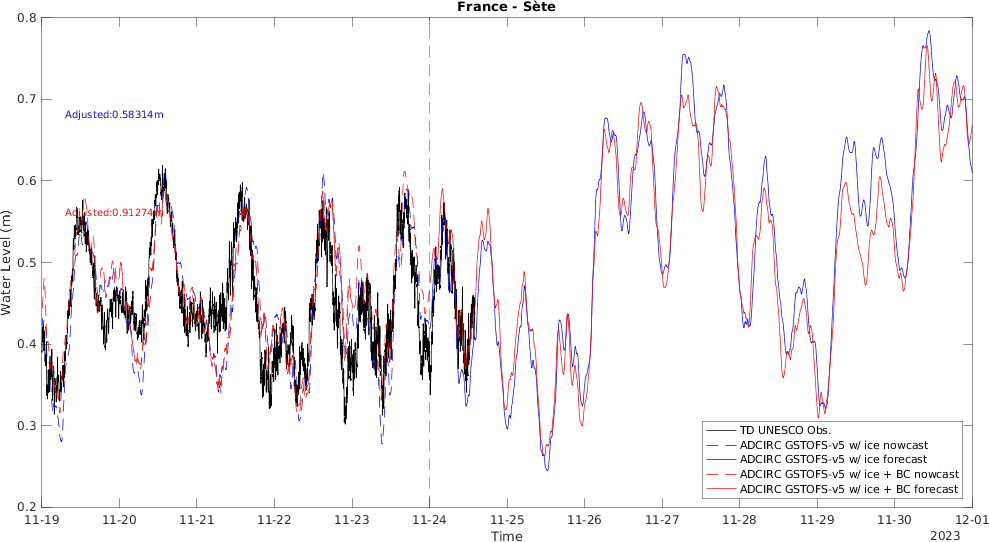 France - Sète
0.8
0.7
0.6
0.5
0.4
0.3
0.2
Water Level (m)
Adjusted:0.58314m
Adjusted:0.91274m
TD UNESCO Obs.
ADCIRC GSTOFS-v5 w/ ice nowcast
ADCIRC GSTOFS-v5 w/ ice forecast
ADCIRC GSTOFS-v5 w/ ice + BC nowcast
ADCIRC GSTOFS-v5 w/ ice + BC forecast
11-19 11-20 11-21 11-22 11-23 11-24 11-25 11-26 11-27 11-28 11-29 11-30 12-01
Time
2023